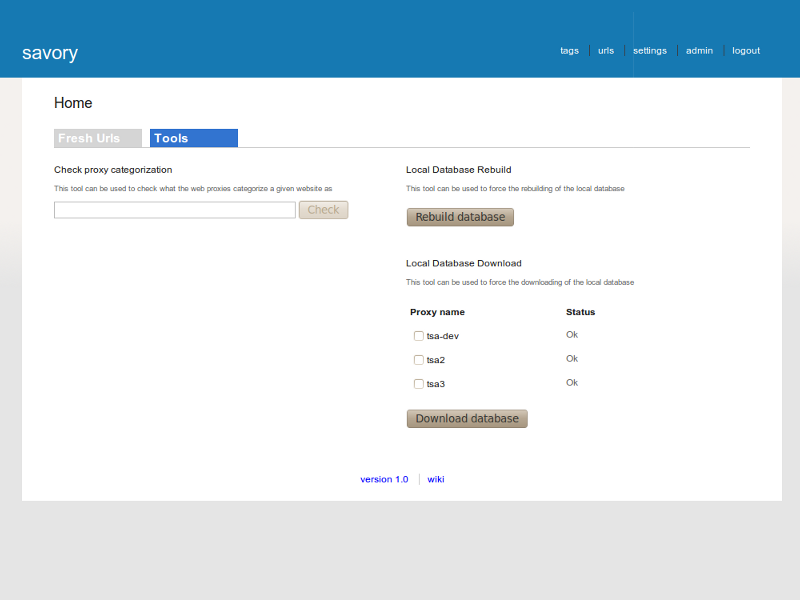 savory
tags urls settings admin logout
Home
Fresh Urls Tools
Check proxy categorization
This tool can be used to check what the web proxies categorize a given website as
Check
Local Database Rebuild
This tool can be used to force the rebuilding of the local database
Rebuild database
Local Database Download
This tool can be used to force the downloading of the local database
Proxy name Status
tsa-dev Ok
tsa2 Ok
tsa3 Ok
Download database
version 1.0 wiki